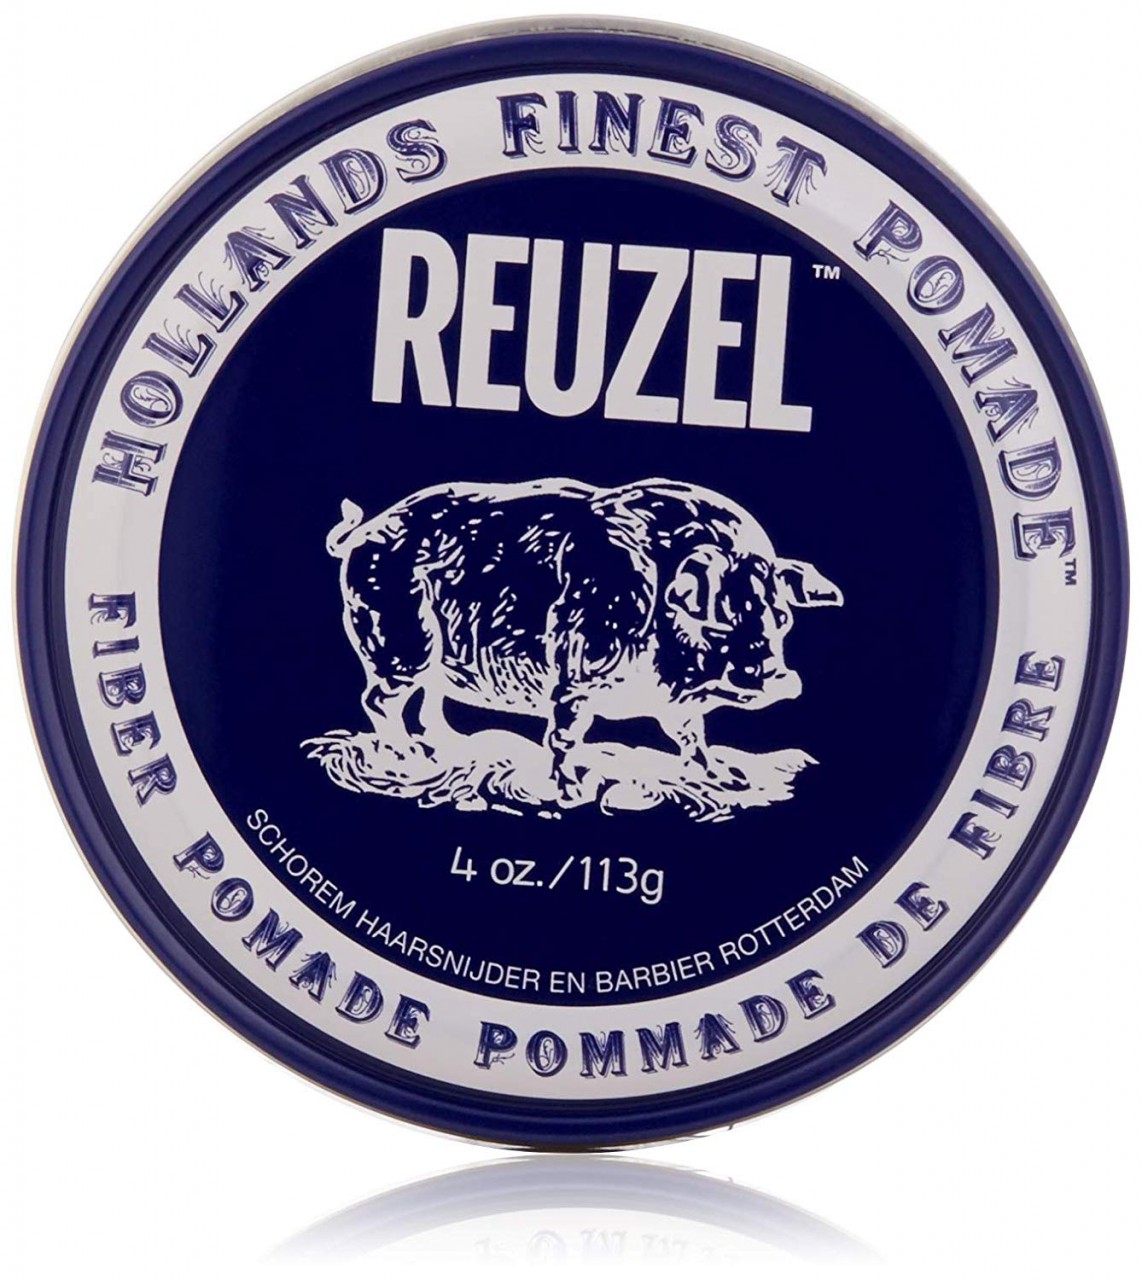 HOLLANDS FINEST POMADE™
REUZEL™
4 oz./113g
SCHOREM HAARSNIJDER EN BARBIER ROTTERDAM
FIBER POMADE POMMADE DE FIBRE